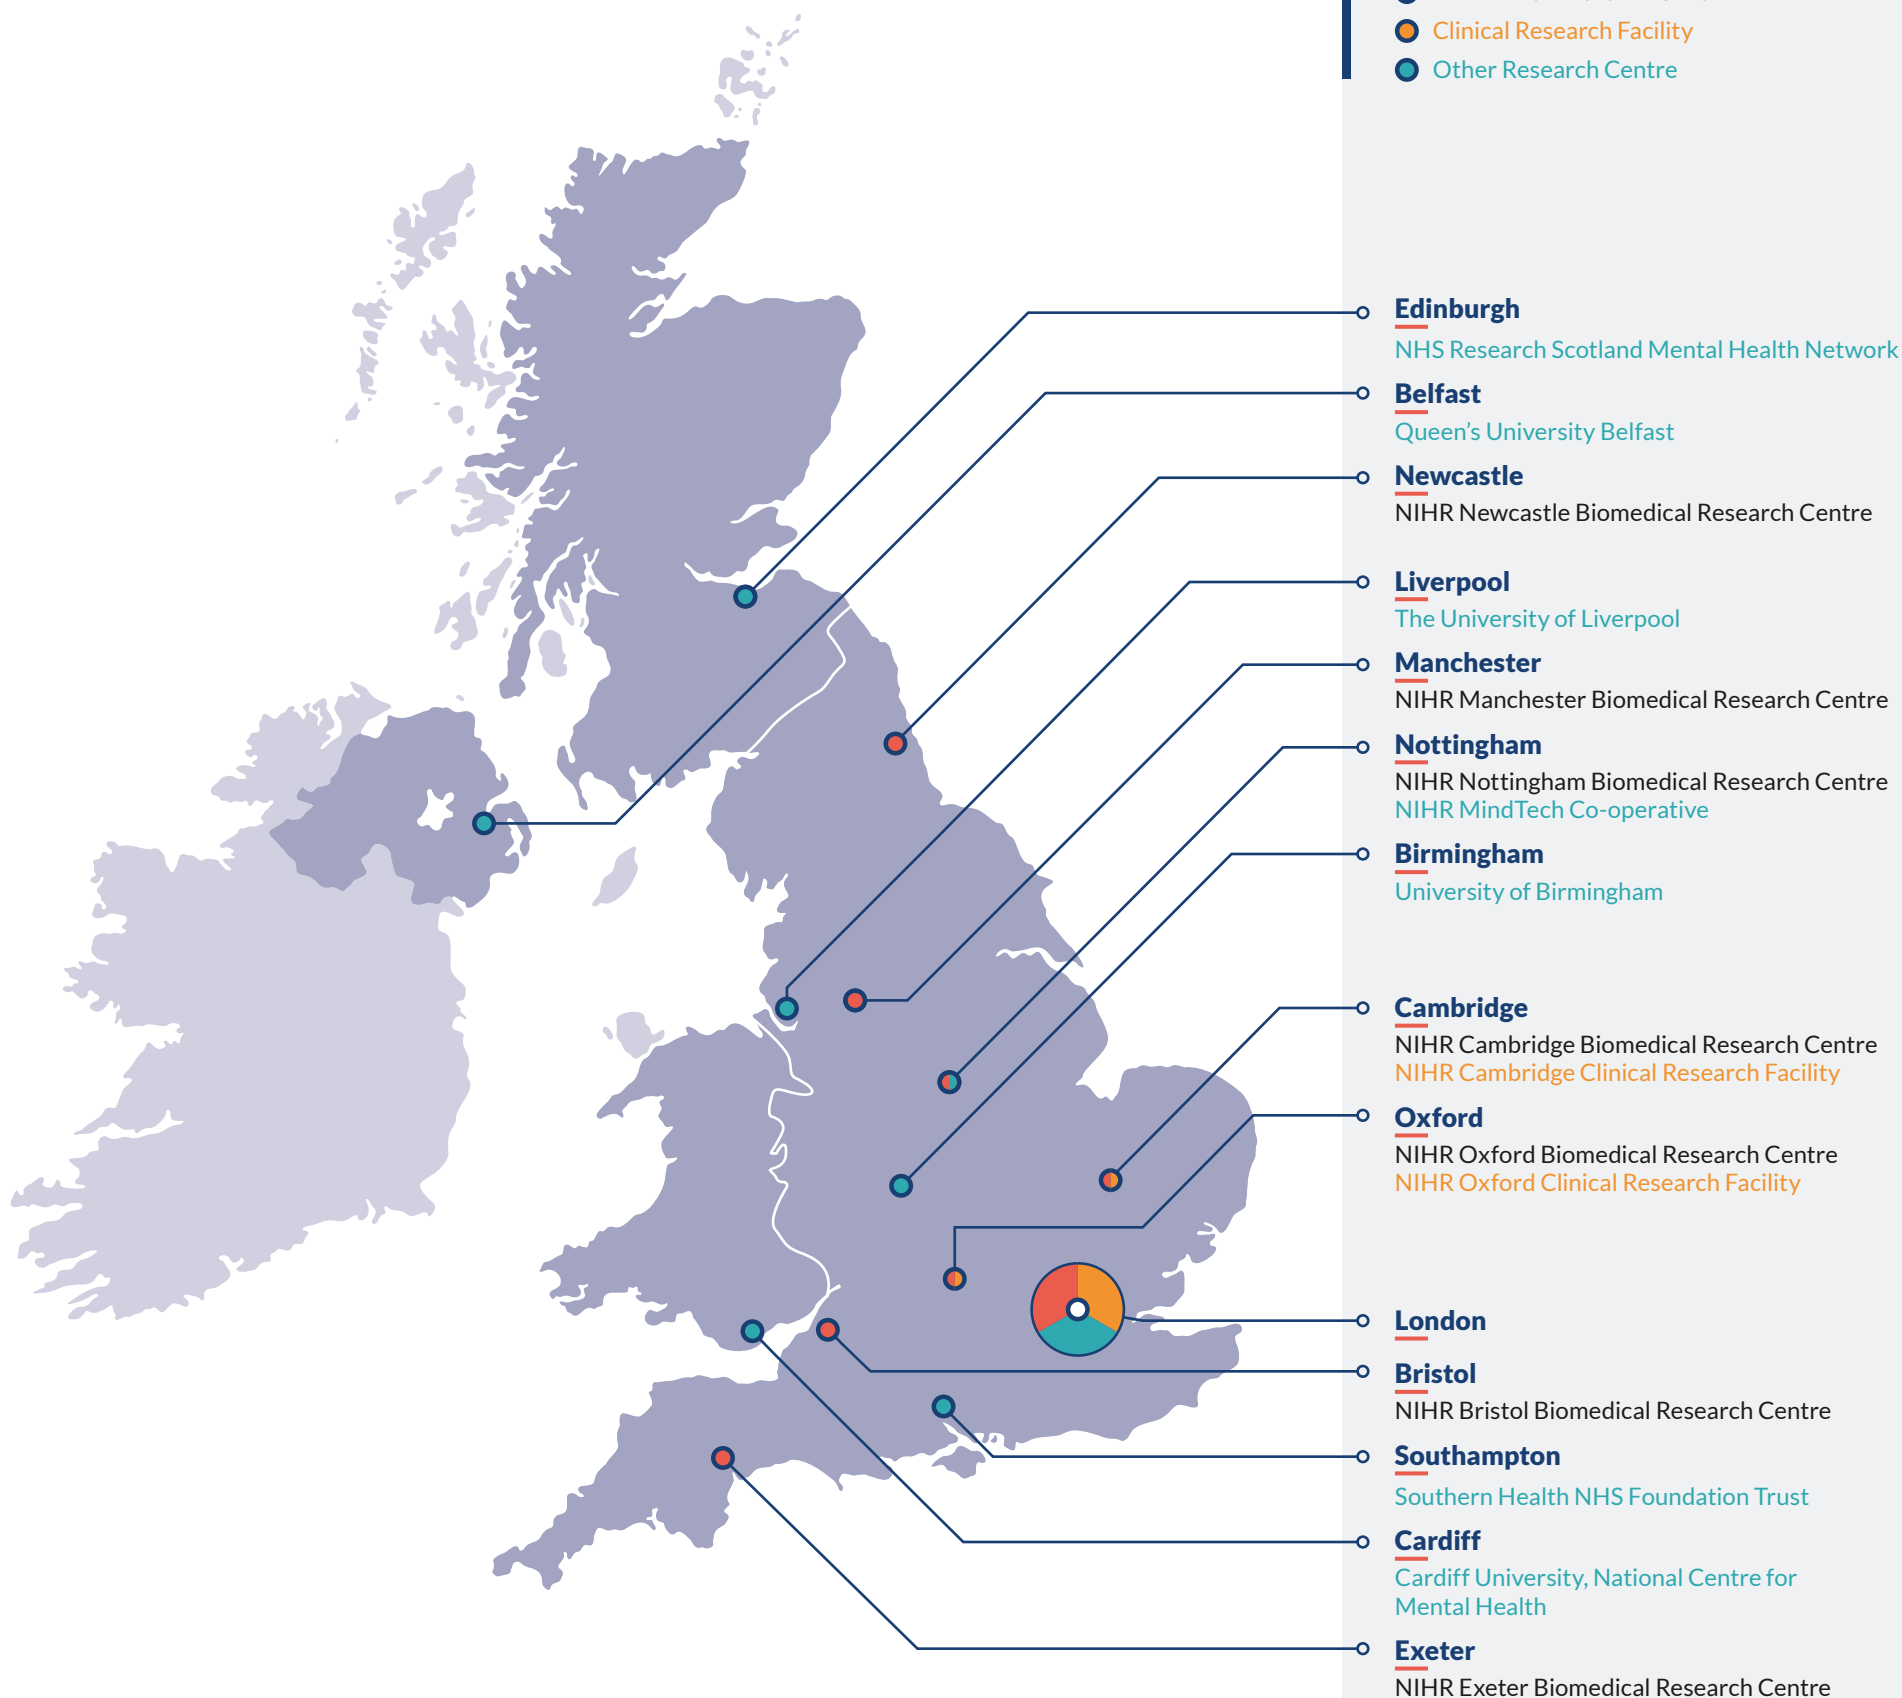 Clinical Research Facility
Other Research Centre
Edinburgh
NHS Research Scotland Mental Health Network
Belfast
Queen’s University Belfast
Newcastle
NIHR Newcastle Biomedical Research Centre
Liverpool
The University of Liverpool
Manchester
NIHR Manchester Biomedical Research Centre
Nottingham
NIHR Nottingham Biomedical Research Centre
NIHR MindTech Co-operative
Birmingham
University of Birmingham
Cambridge
NIHR Cambridge Biomedical Research Centre
NIHR Cambridge Clinical Research Facility
Oxford
NIHR Oxford Biomedical Research Centre
NIHR Oxford Clinical Research Facility
London
Bristol
NIHR Bristol Biomedical Research Centre
Southampton
Southern Health NHS Foundation Trust
Cardiff
Cardiff University, National Centre for
Mental Health
Exeter
NIHR Exeter Biomedical Research Centre